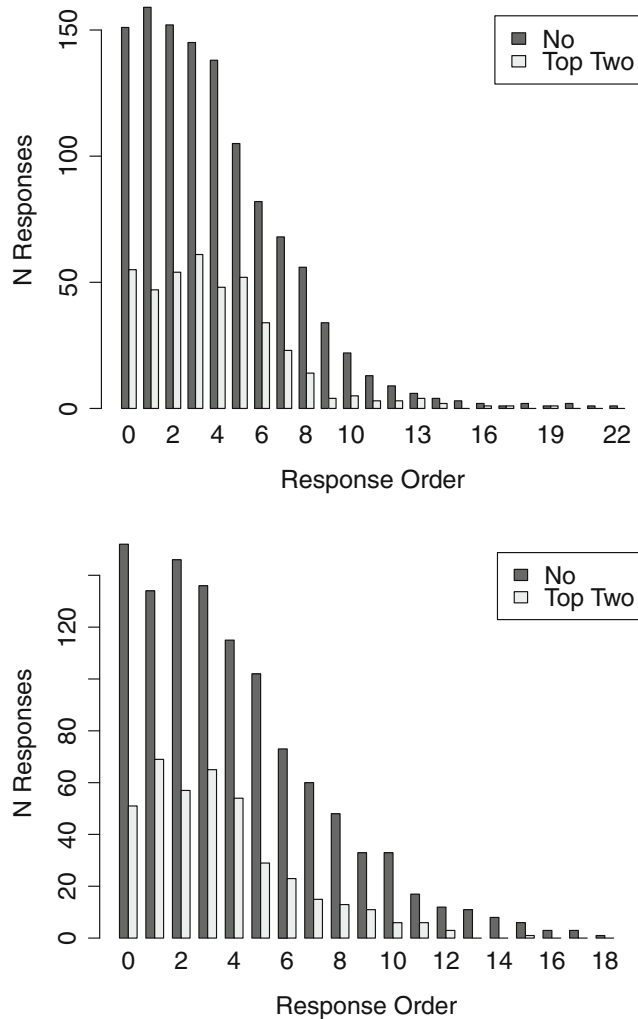 No
Top Two
N Responses
150
100
50
0
0 2 4 6 8 10 13 16 19 22
Response Order
No
Top Two
N Responses
120
80
60
40
20
0
0 2 4 6 8 10 12 14 16 18
Response Order